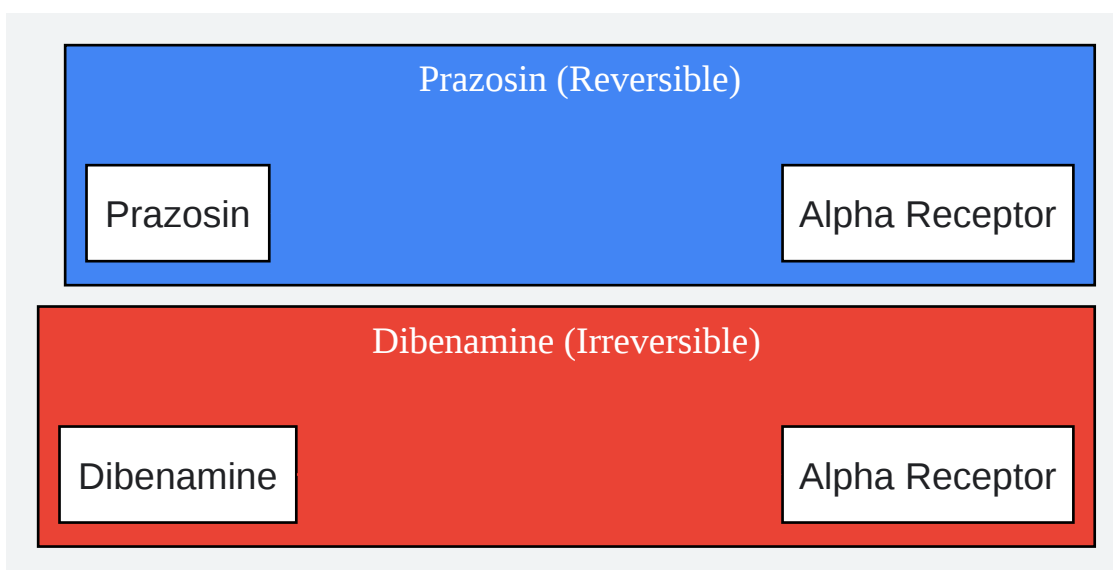 Prazosin (Reversible)
Prazosin
Alpha Receptor
Dibenamine (Irreversible)
Dibenamine
Alpha Receptor